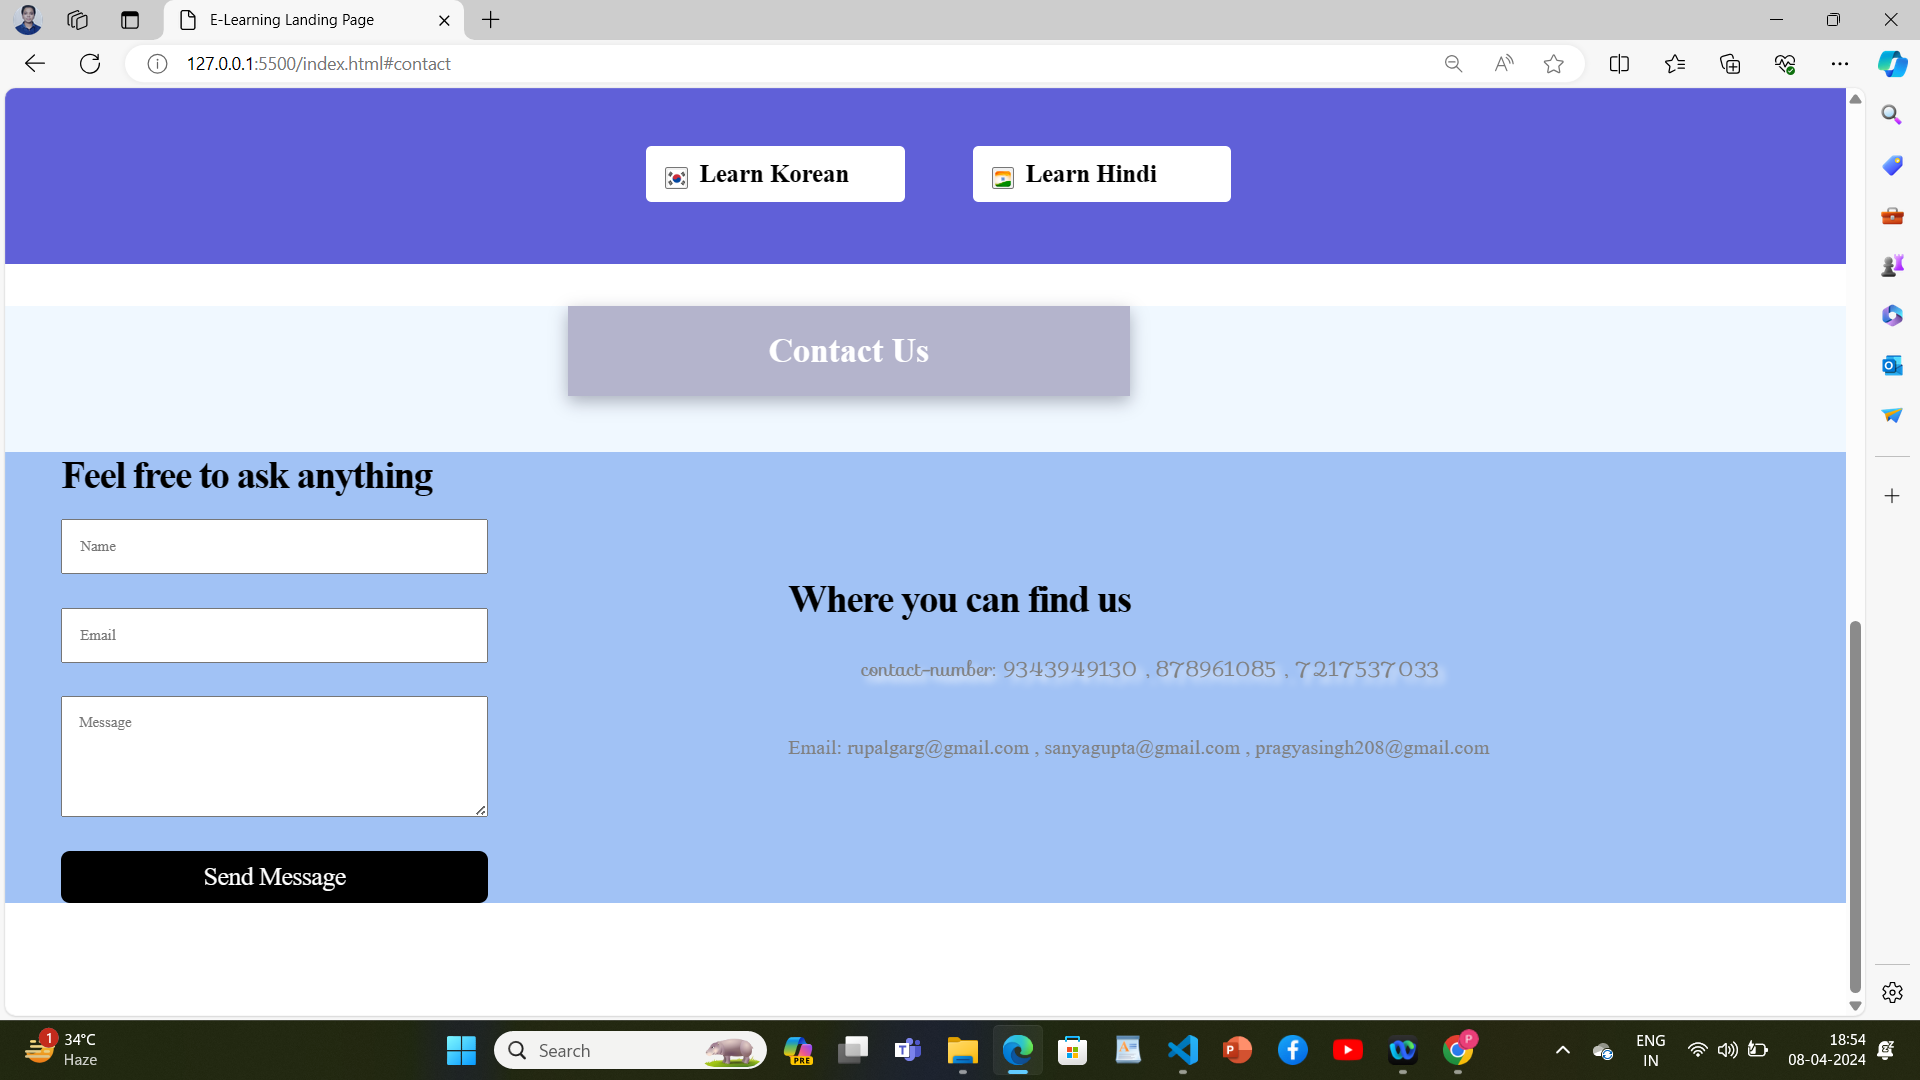 E-Learning Landing Page
127.0.0.1:5500/index.html#contact
Learn Korean
Learn Hindi
Contact Us
Feel free to ask anything
Name
Email
Message
Send Message
Where you can find us
contact-number: 9343949130 , 878961085 , 7217537033
Email: rupalgarg@gmail.com , sanyagupta@gmail.com , pragyasingh208@gmail.com
1
34°C
Haze
Search
PRE
P
ENG
IN
18:54
08-04-2024